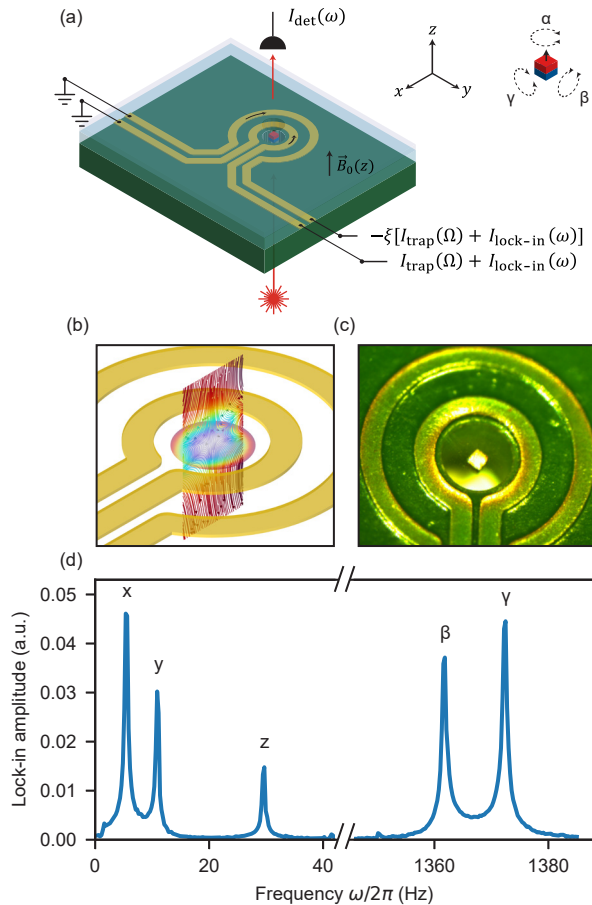 (a)
I_det(ω)
z
x
y
α
γ
β
B⃗₀(z)
−ξ[I_trap(Ω) + I_lock−in(ω)]
I_trap(Ω) + I_lock−in(ω)
(b)
(c)
(d)
x
y
z
β
γ
Lock-in amplitude (a.u.)
0.05
0.04
0.03
0.02
0.01
0.00
0
20
40
1360
1380
Frequency ω/2π (Hz)